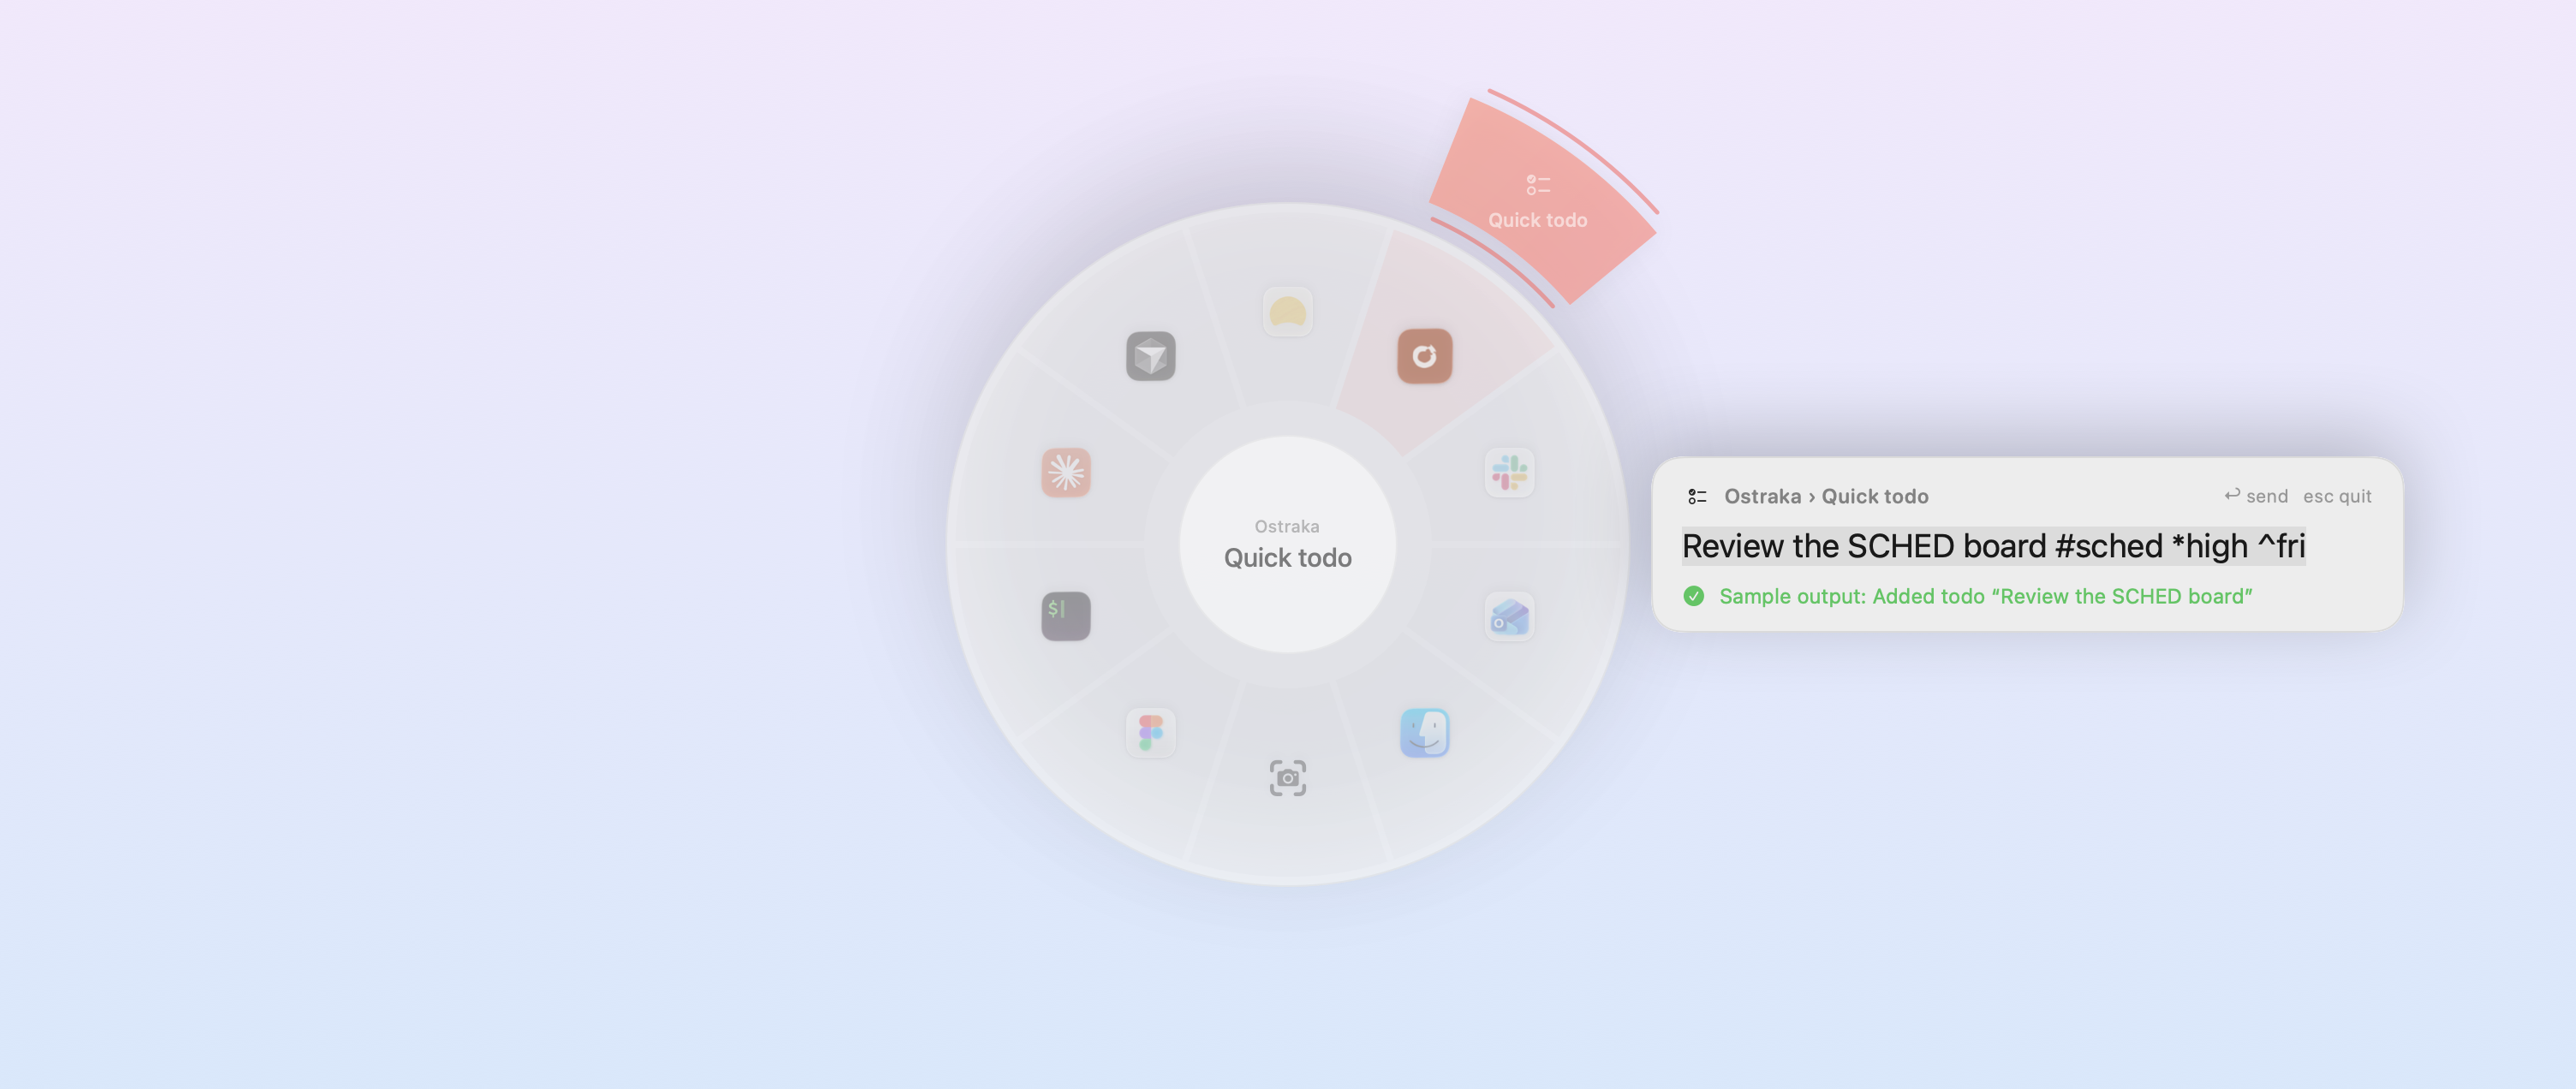 Quick todo
$
Ostraka
Quick todo
Ostraka › Quick todo
↩ send esc quit
Review the SCHED board #sched *high ^fri
Sample output: Added todo “Review the SCHED board”